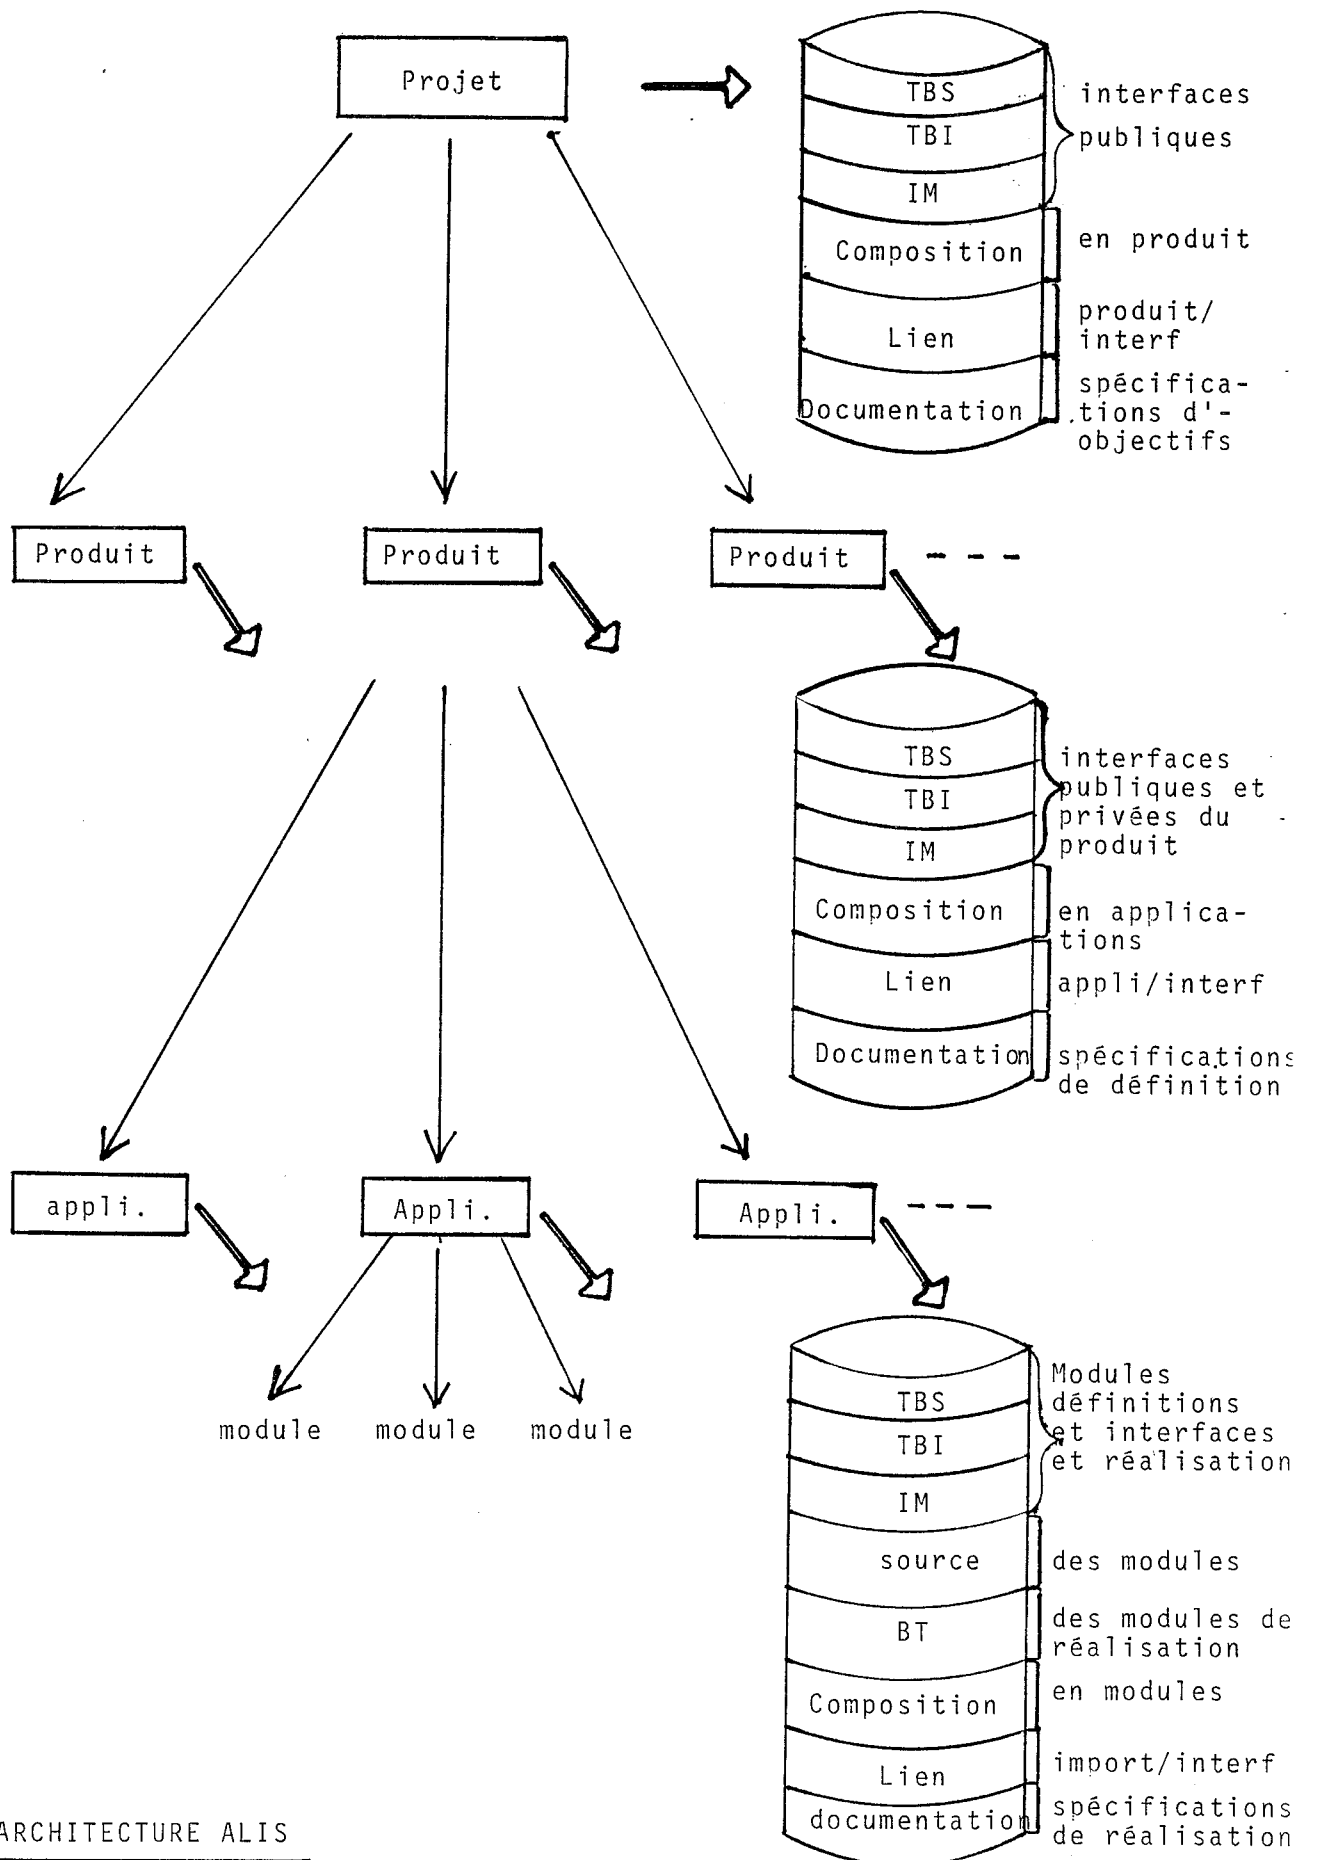 Projet
TBS
TBI
IM
Composition
Lien
Documentation
interfaces
publiques
en produit
produit/
interf
spécifica-
tions d'-
objectifs
Produit
Produit
Produit
TBS
TBI
IM
Composition
Lien
Documentation
interfaces
publiques et
privées du
produit
en applica-
tions
appli/interf
spécifications
de définition
appli.
Appli.
Appli.
module
module
module
TBS
TBI
IM
source
BT
Composition
Lien
documentation
Modules
définitions
et interfaces
et réalisation
des modules
des modules de
réalisation
en modules
import/interf
spécifications
de réalisation
ARCHITECTURE ALIS